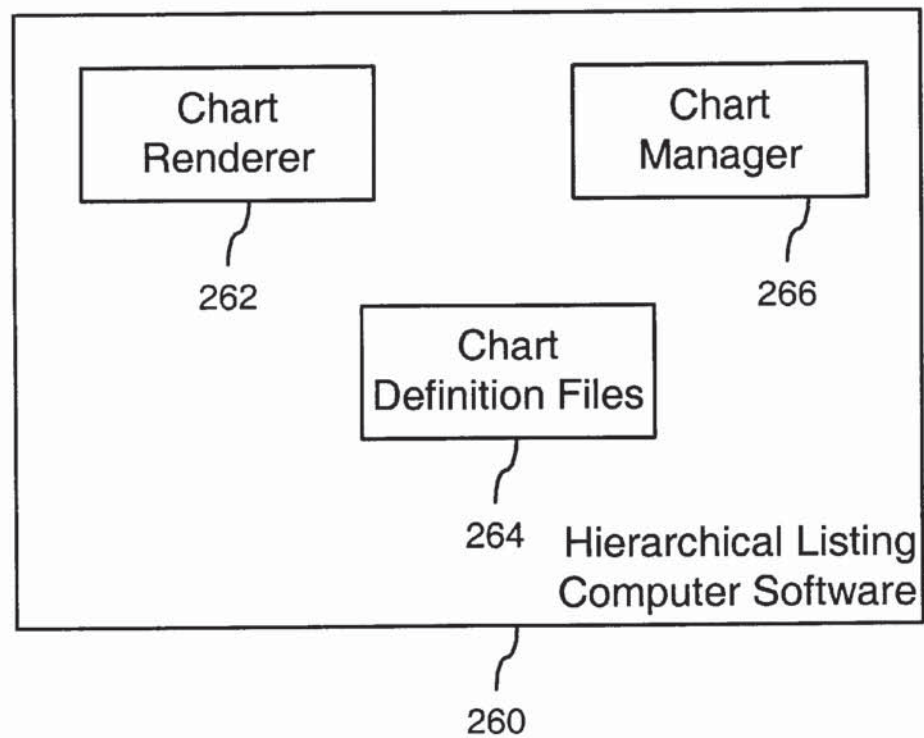 Chart
Renderer
262
Chart
Manager
266
Chart
Definition Files
264
Hierarchical Listing
Computer Software
260